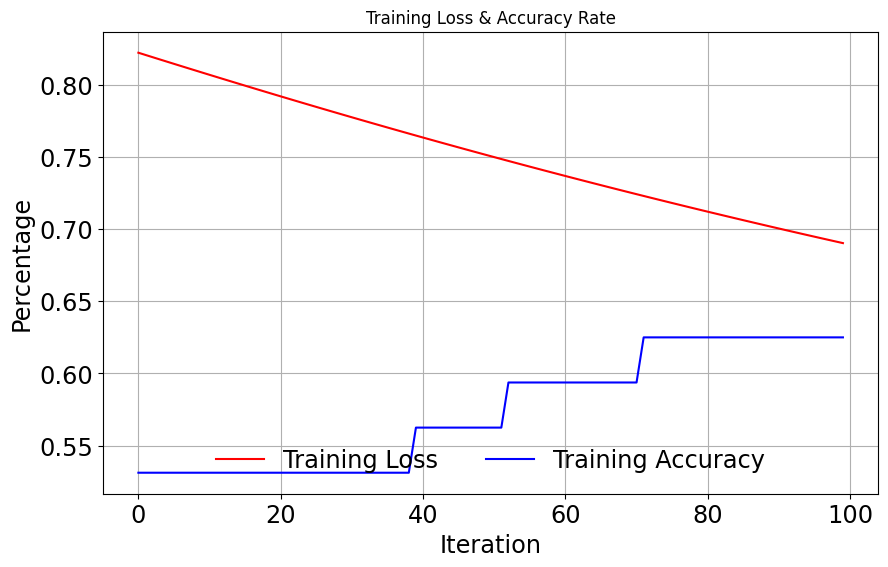 Training Loss & Accuracy Rate
0.80
0.75
0.70
0.65
0.60
0.55
Percentage
Training Loss
Training Accuracy
0 20 40 60 80 100
Iteration